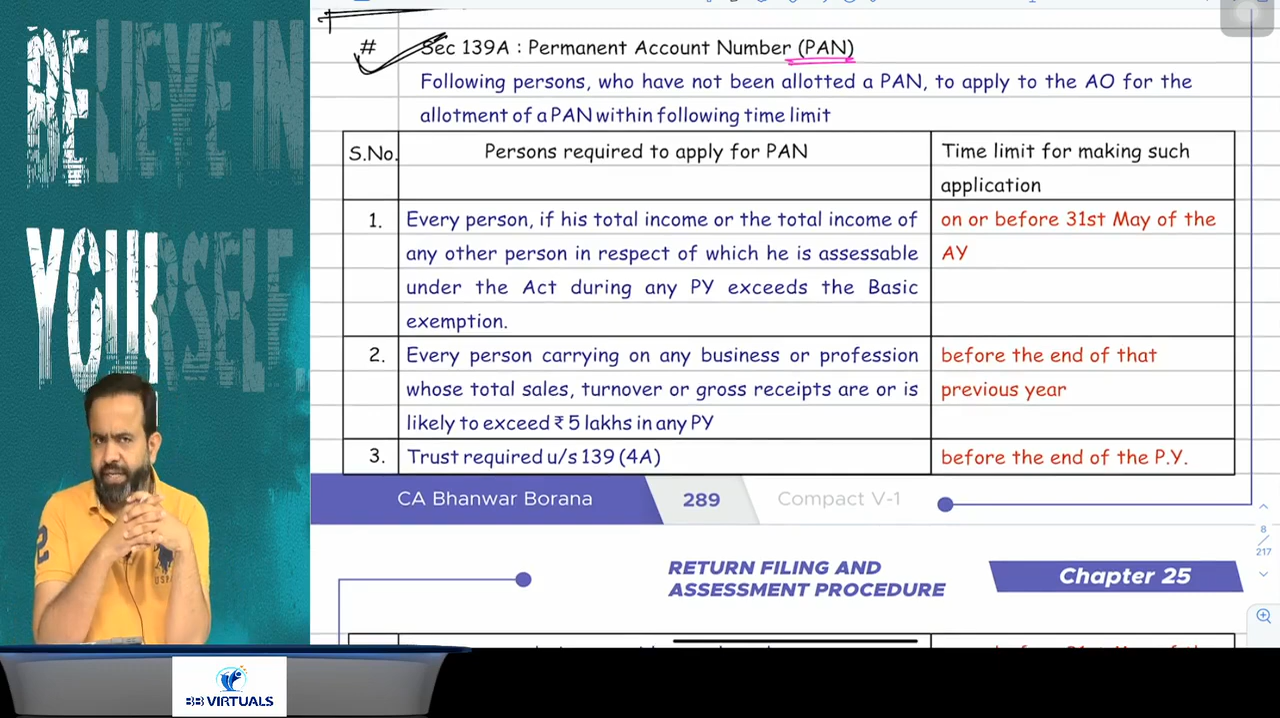 BELIEVE IN
YOURSELF.
# Sec 139A : Permanent Account Number (PAN)
Following persons, who have not been allotted a PAN, to apply to the AO for the
allotment of a PAN within following time limit
S.No. Persons required to apply for PAN Time limit for making such
application
1. Every person, if his total income or the total income of on or before 31st May of the
any other person in respect of which he is assessable AY
under the Act during any PY exceeds the Basic
exemption.
2. Every person carrying on any business or profession before the end of that
whose total sales, turnover or gross receipts are or is previous year
likely to exceed ₹ 5 lakhs in any PY
3. Trust required u/s 139 (4A) before the end of the P.Y.
CA Bhanwar Borana 289 Compact V-1
8
217
RETURN FILING AND
ASSESSMENT PROCEDURE
Chapter 25
2
BB VIRTUALS